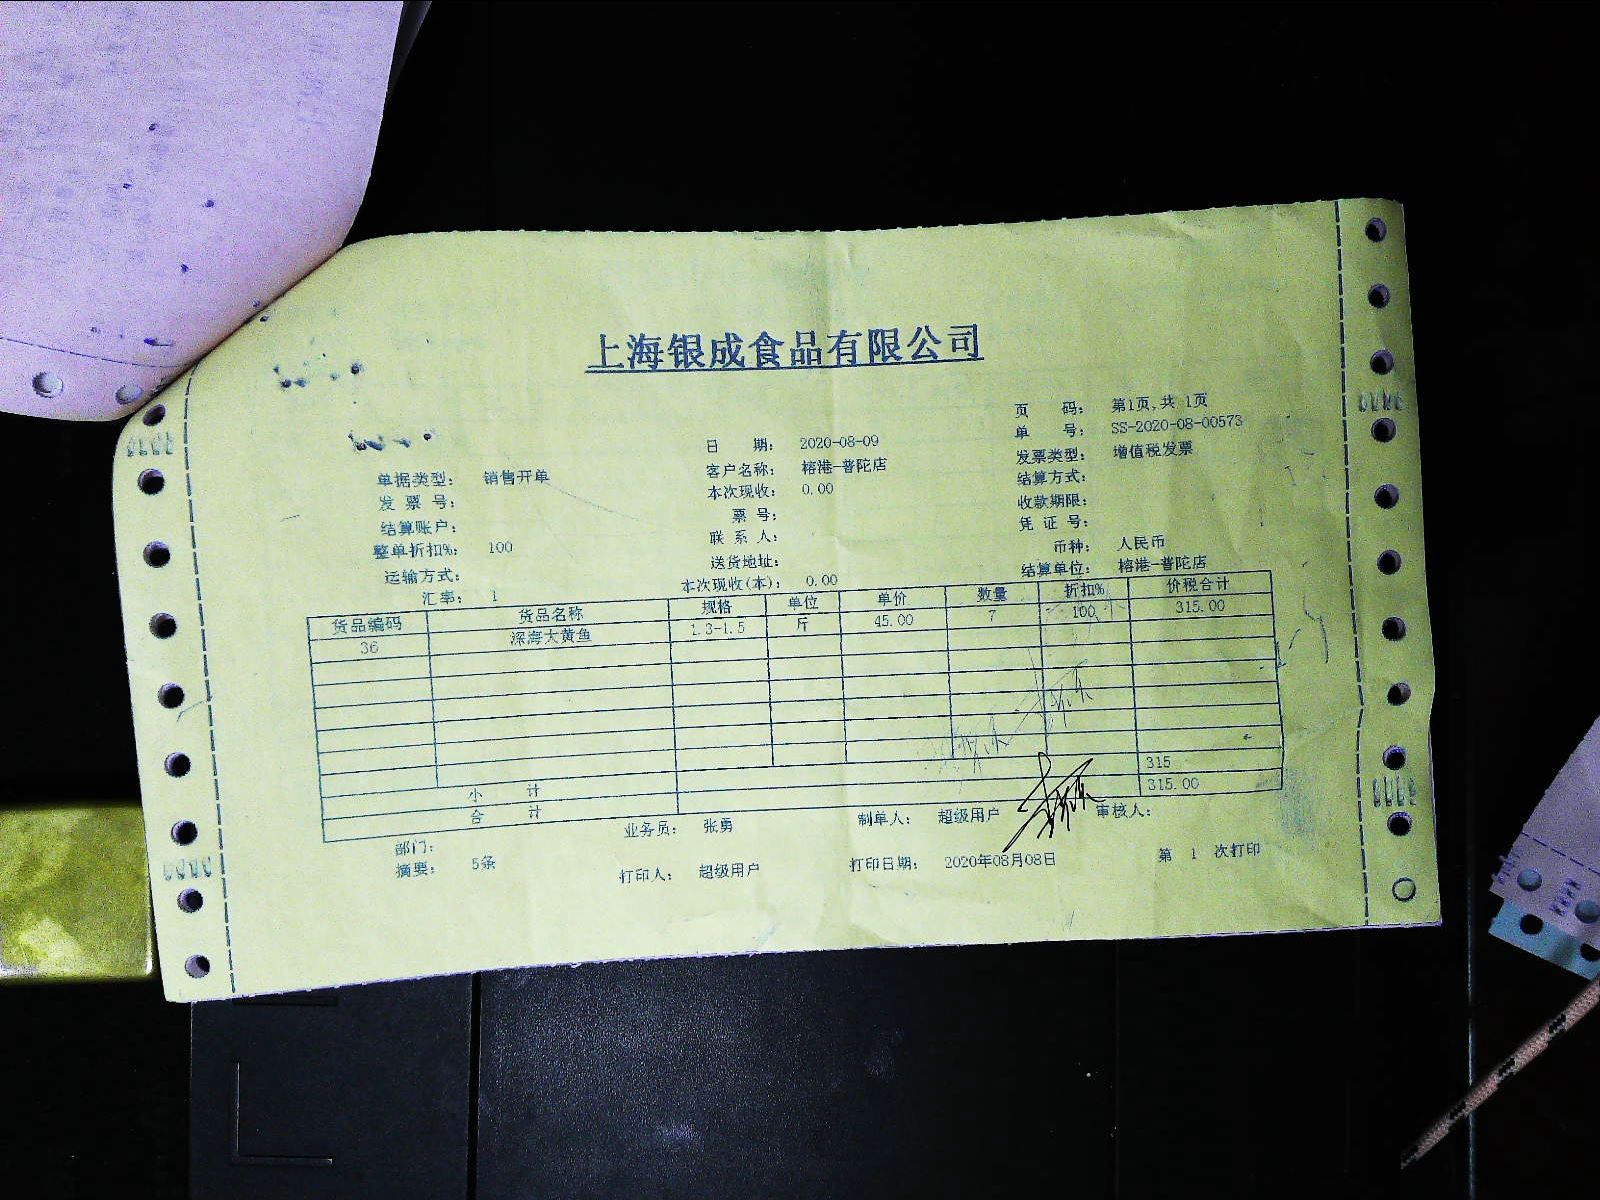 上海银成食品有限公司
页 码: 第1页,共 1页
日 期: 2020-08-09 单 号: SS-2020-08-00573
单据类型: 销售开单 客户名称: 榕港-普陀店 发票类型: 增值税发票
发 票 号: 本次现收: 0.00 结算方式:
结算账户: 票 号: 收款期限:
整单折扣%: 100 联 系 人: 凭 证 号:
运输方式: 送货地址: 币种: 人民币
汇率: 1 本次现收(本): 0.00 结算单位: 榕港-普陀店
货品编码 货品名称 规格 单位 单价 数量 折扣% 价税合计
36 深海大黄鱼 1.3-1.5 斤 45.00 7 100 315.00
小 计 315
合 计 315.00
部门: 业务员: 张勇 制单人: 超级用户 审核人:
摘要: 5条 打印人: 超级用户 打印日期: 2020年08月08日 第 1 次打印